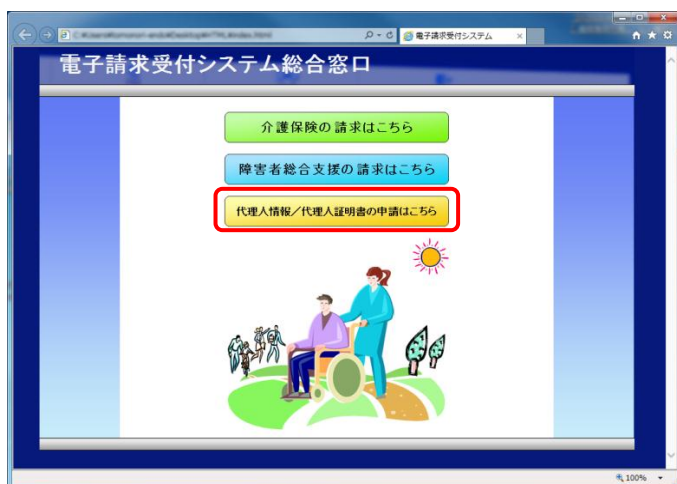 電子請求受付システム
電子請求受付システム総合窓口
介護保険の請求はこちら
障害者総合支援の請求はこちら
代理人情報／代理人証明書の申請はこちら
100%